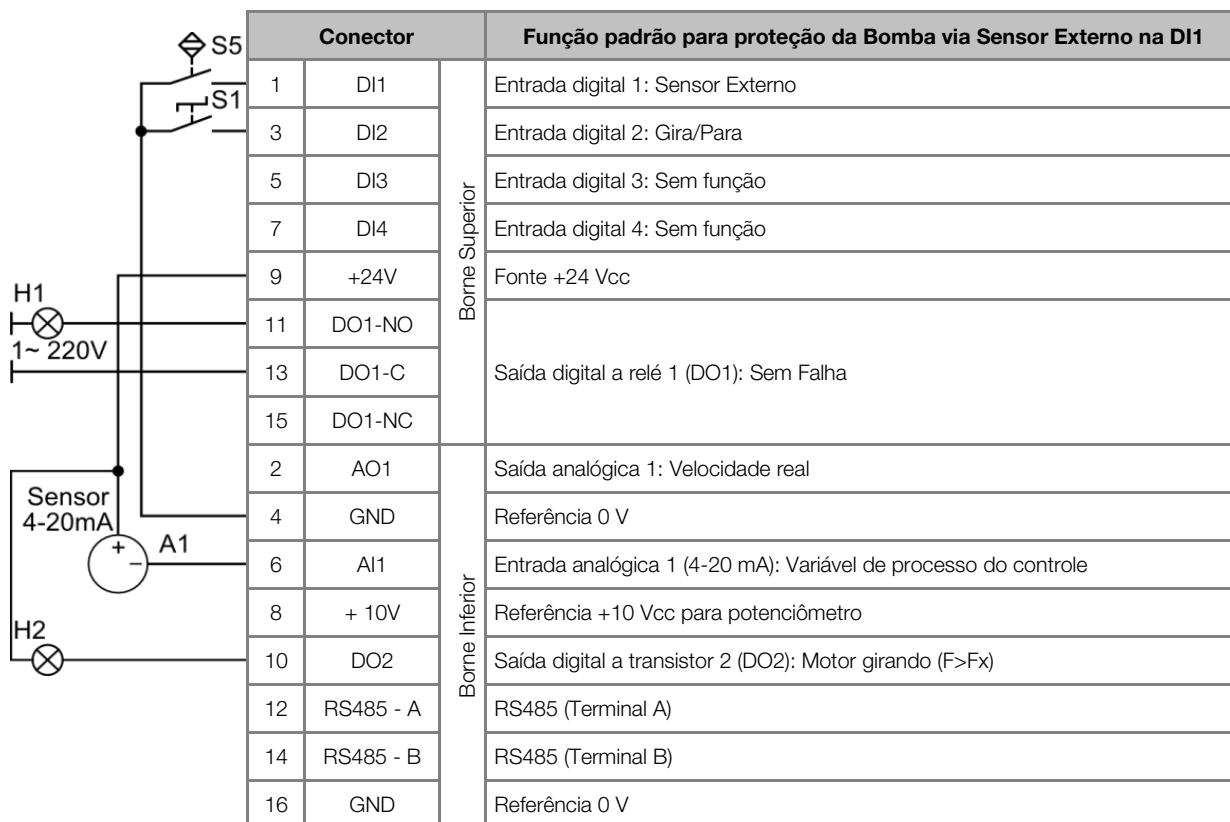 S5
S1
H1
1~ 220V
Sensor
4-20mA
+
−
A1
H2
Conector
Função padrão para proteção da Bomba via Sensor Externo na DI1
Borne Superior
1 DI1 Entrada digital 1: Sensor Externo
3 DI2 Entrada digital 2: Gira/Para
5 DI3 Entrada digital 3: Sem função
7 DI4 Entrada digital 4: Sem função
9 +24V Fonte +24 Vcc
11 DO1-NO
13 DO1-C Saída digital a relé 1 (DO1): Sem Falha
15 DO1-NC
Borne Inferior
2 AO1 Saída analógica 1: Velocidade real
4 GND Referência 0 V
6 AI1 Entrada analógica 1 (4-20 mA): Variável de processo do controle
8 + 10V Referência +10 Vcc para potenciômetro
10 DO2 Saída digital a transistor 2 (DO2): Motor girando (F>Fx)
12 RS485 - A RS485 (Terminal A)
14 RS485 - B RS485 (Terminal B)
16 GND Referência 0 V